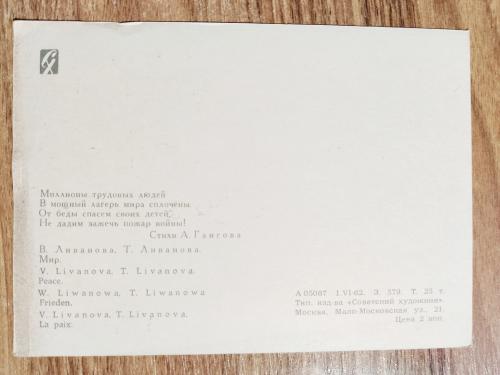 Миллионы трудовых людей
В мощный лагерь мира сплочены.
От беды спасем своих детей,
Не дадим зажечь пожар войны!
Стихи А. Гангова
В. Ливанова, Т. Ливанова.
Мир.
V. Livanova, T. Livanova.
Peace.
W. Liwanowa, T. Liwanowa
Frieden.
V. Livanova, T. Livanova.
La paix.
А 05087 1.VI-62. З. 579. Т. 25 т.
Тип. изд-ва «Советский художник».
Москва, Мало-Московская ул., 21.
Цена 2 коп.